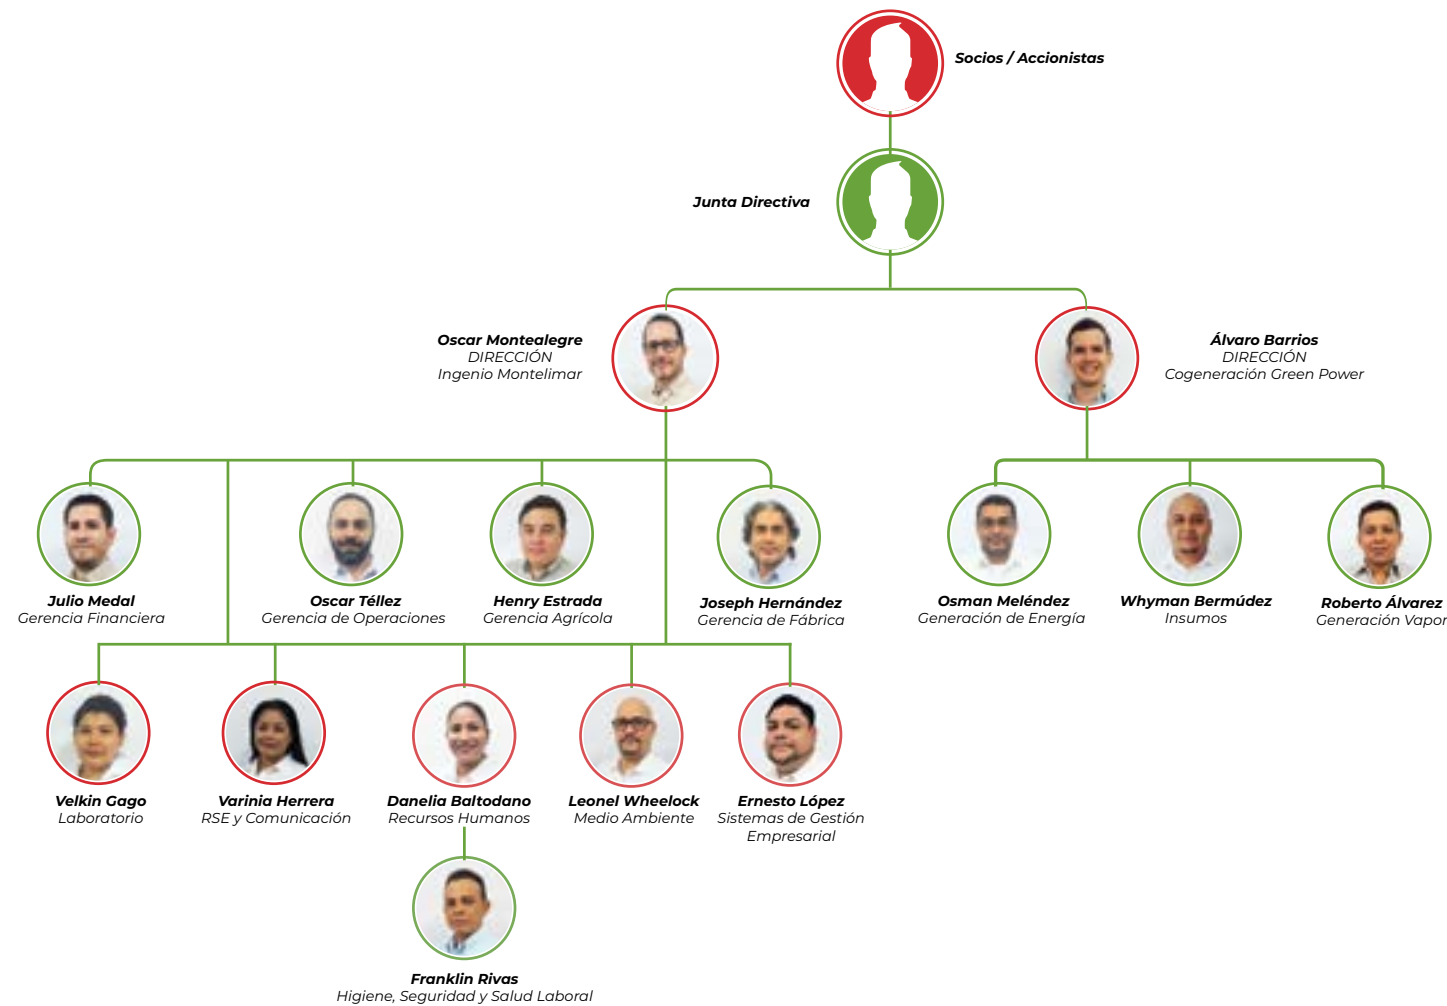 Socios / Accionistas
Junta Directiva
Oscar Montealegre
DIRECCIÓN
Ingenio Montelimar
Álvaro Barrios
DIRECCIÓN
Cogeneración Green Power
Julio Medal
Gerencia Financiera
Oscar Téllez
Gerencia de Operaciones
Henry Estrada
Gerencia Agrícola
Joseph Hernández
Gerencia de Fábrica
Osman Meléndez
Generación de Energía
Whyman Bermúdez
Insumos
Roberto Álvarez
Generación Vapor
Velkin Gago
Laboratorio
Varinia Herrera
RSE y Comunicación
Danelia Baltodano
Recursos Humanos
Leonel Wheelock
Medio Ambiente
Ernesto López
Sistemas de Gestión
Empresarial
Franklin Rivas
Higiene, Seguridad y Salud Laboral